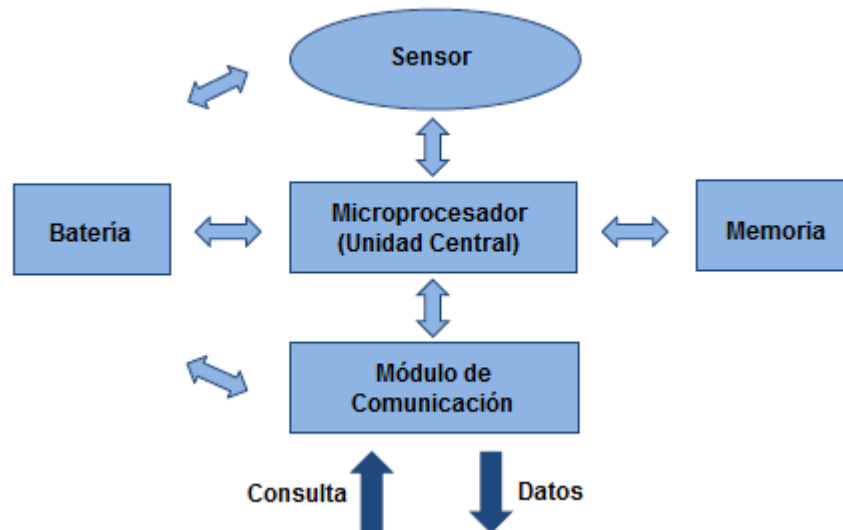 Sensor
Batería
Microprocesador
(Unidad Central)
Memoria
Módulo de
Comunicación
Consulta
Datos